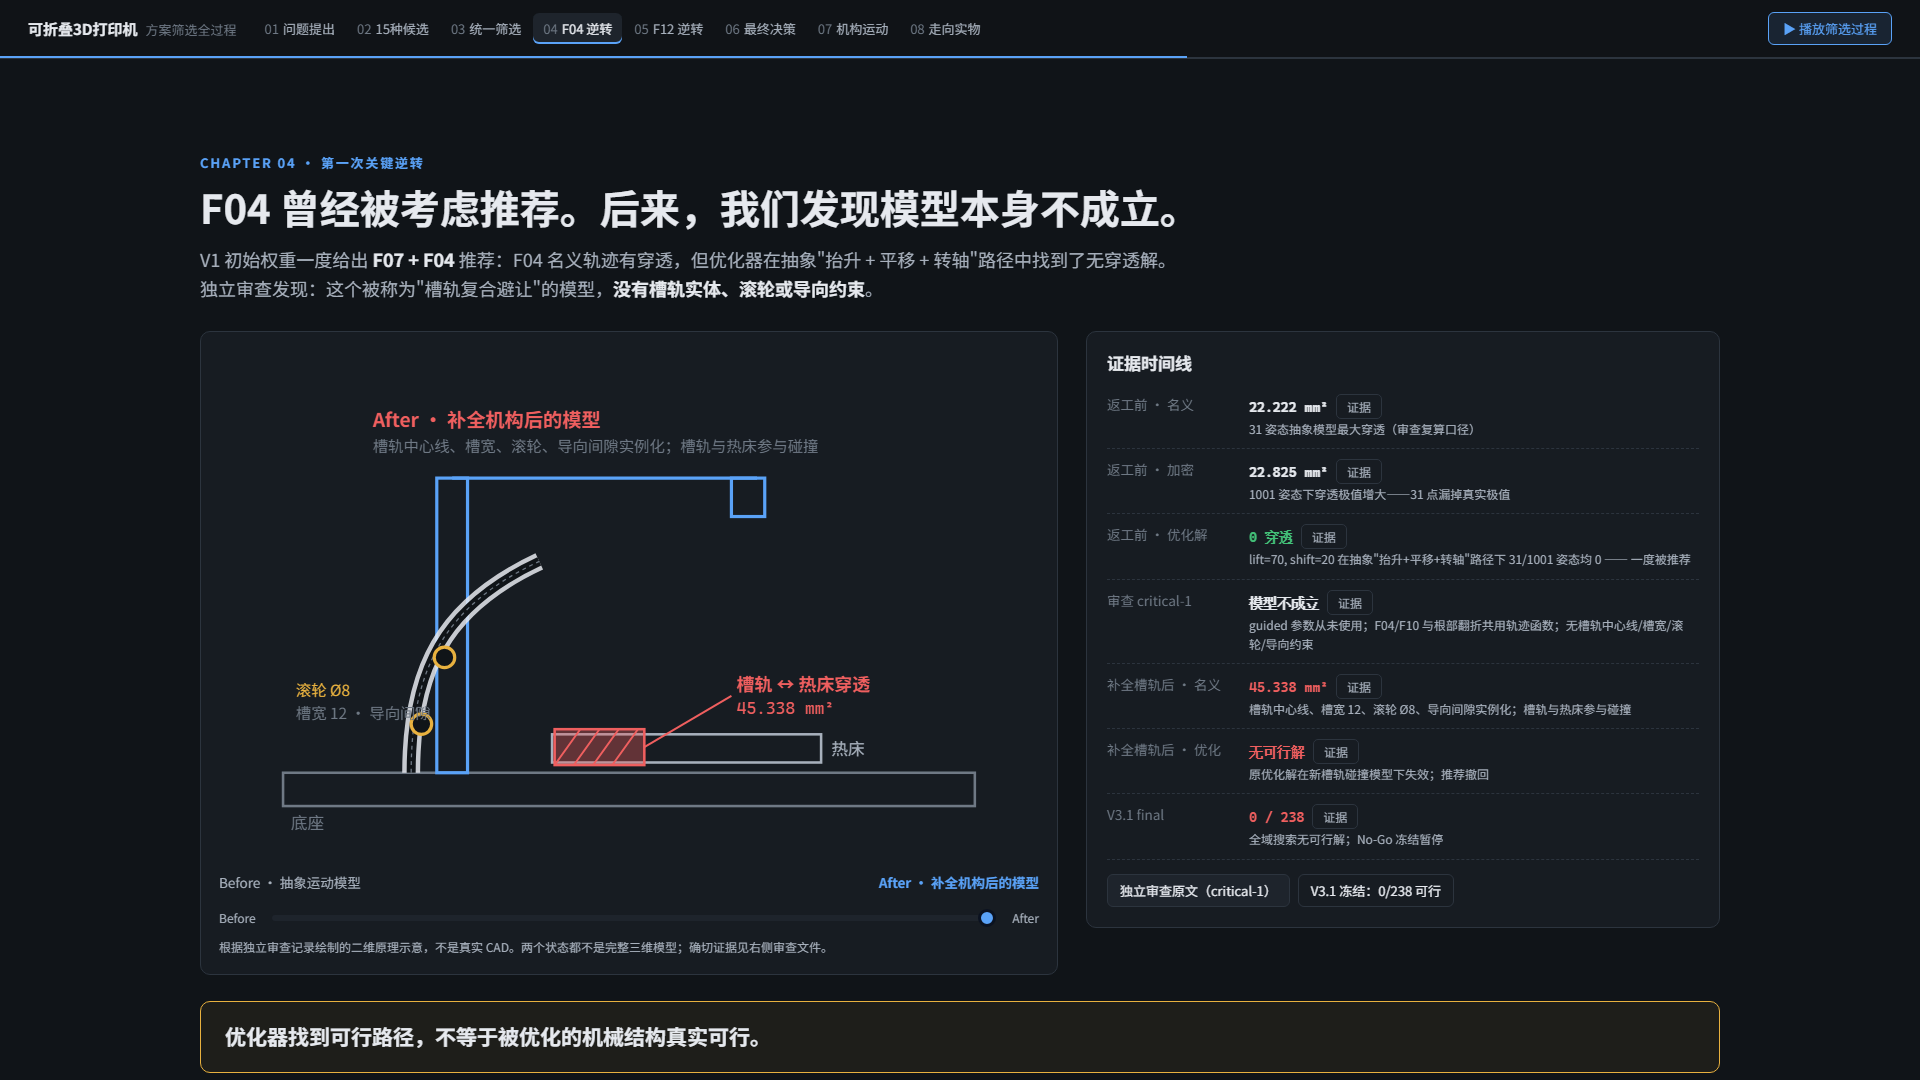 可折叠3D打印机 方案筛选全过程 01 问题提出 02 15种候选 03 统一筛选 04 F04 逆转 05 F12 逆转 06 最终决策 07 机构运动 08 走向实物 ▶ 播放筛选过程
CHAPTER 04 · 第一次关键逆转
F04 曾经被考虑推荐。后来，我们发现模型本身不成立。
V1 初始权重一度给出 F07 + F04 推荐：F04 名义轨迹有穿透，但优化器在抽象"抬升 + 平移 + 转轴"路径中找到了无穿透解。
独立审查发现：这个被称为"槽轨复合避让"的模型，没有槽轨实体、滚轮或导向约束。
After · 补全机构后的模型
槽轨中心线、槽宽、滚轮、导向间隙实例化；槽轨与热床参与碰撞
滚轮 Ø8
槽宽 12 · 导向间隙
槽轨 ↔ 热床穿透
45.338 mm²
热床
底座
Before · 抽象运动模型
After · 补全机构后的模型
Before
After
根据独立审查记录绘制的二维原理示意，不是真实 CAD。两个状态都不是完整三维模型；确切证据见右侧审查文件。
证据时间线
返工前 · 名义 22.222 mm² 证据
31 姿态抽象模型最大穿透（审查复算口径）
返工前 · 加密 22.825 mm² 证据
1001 姿态下穿透极值增大——31 点漏掉真实极值
返工前 · 优化解 0 穿透 证据
lift=70, shift=20 在抽象"抬升+平移+转轴"路径下 31/1001 姿态均 0 —— 一度被推荐
审查 critical-1 模型不成立 证据
guided 参数从未使用；F04/F10 与根部翻折共用轨迹函数；无槽轨中心线/槽宽/滚
轮/导向约束
补全槽轨后 · 名义 45.338 mm² 证据
槽轨中心线、槽宽 12、滚轮 Ø8、导向间隙实例化；槽轨与热床参与碰撞
补全槽轨后 · 优化 无可行解 证据
原优化解在新槽轨碰撞模型下失效；推荐撤回
V3.1 final 0 / 238 证据
全域搜索无可行解；No-Go 冻结暂停
独立审查原文（critical-1） V3.1 冻结：0/238 可行
优化器找到可行路径，不等于被优化的机械结构真实可行。